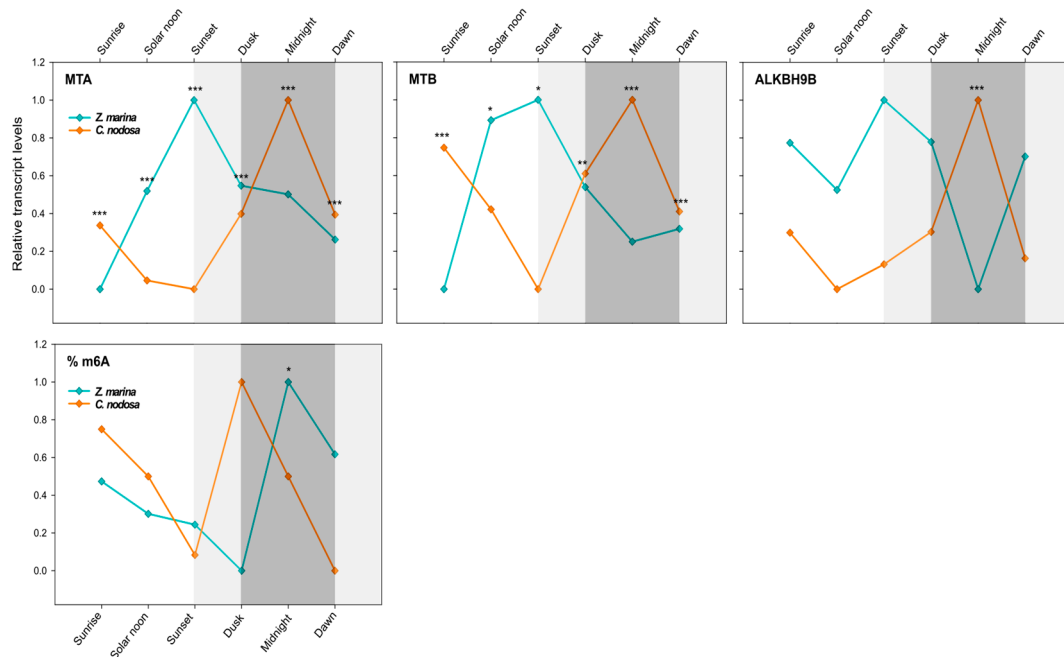 Sunrise Solar noon Sunset Dusk Midnight Dawn
Sunrise Solar noon Sunset Dusk Midnight Dawn
Sunrise Solar noon Sunset Dusk Midnight Dawn
Relative transcript levels
1.2
1.0
0.8
0.6
0.4
0.2
0.0
MTA
Z. marina
C. nodosa
***
***
***
***
***
***
MTB
***
*
*
**
***
***
ALKBH9B
***
1.2
1.0
0.8
0.6
0.4
0.2
0.0
% m6A
Z. marina
C. nodosa
*
Sunrise Solar noon Sunset Dusk Midnight Dawn